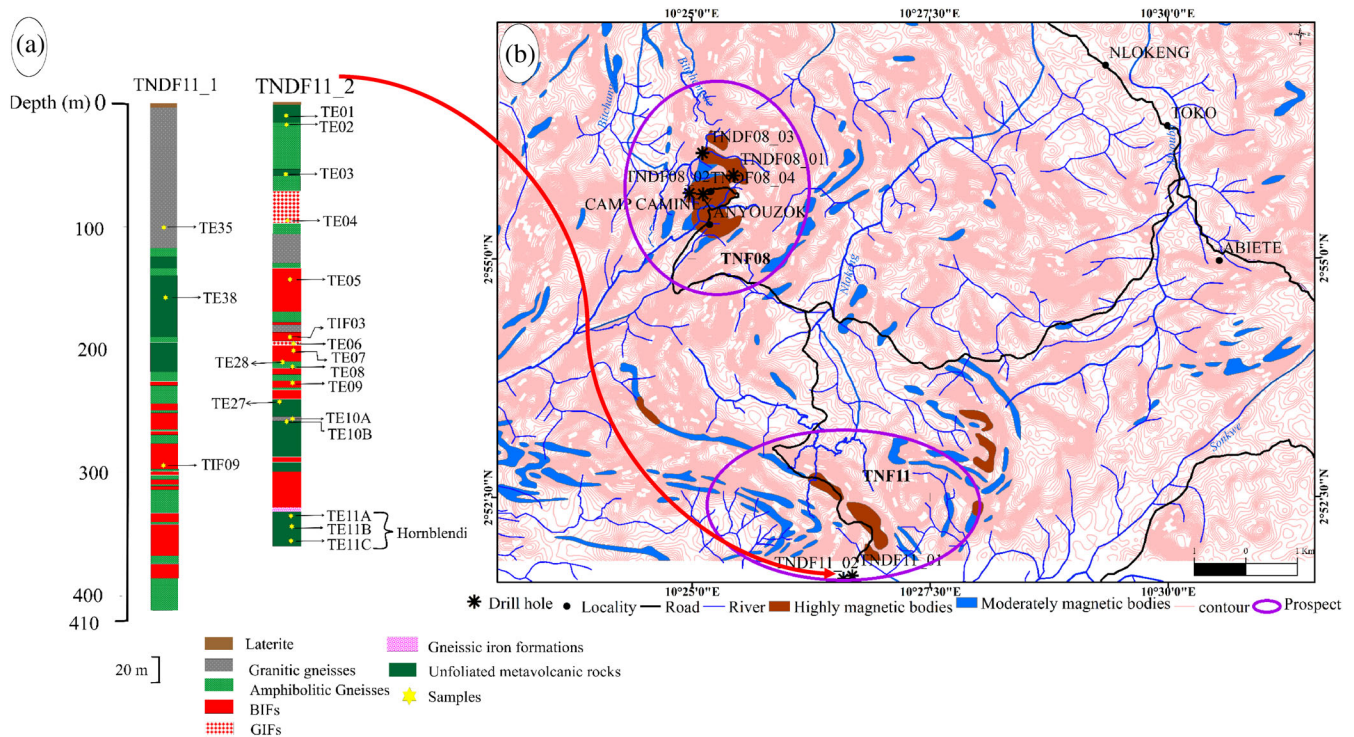 (a)
TNDF11_1
TNDF11_2
Depth (m)
0
100
200
300
400
410
20 m
TE35
TE38
TIF09
TE01
TE02
TE03
TE04
TE05
TIF03
TE06
TE07
TE28
TE08
TE09
TE27
TE10A
TE10B
TE11A
TE11B
TE11C
Hornblendi
Laterite
Granitic gneisses
Amphibolitic Gneisses
BIFs
GIFs
Gneissic iron formations
Unfoliated metavolcanic rocks
Samples
(b)
10°25'0"E
10°27'30"E
10°30'0"E
NLOKENG
TOKO
ABIETE
TNDF08_03
TNDF08_01
TNDF08_02
TNDF08_04
CAMP CAMINE
ANYOUZOK
TNF08
Nlokeng
Sonkwe
2°55'0"N
2°55'0"N
2°52'30"N
2°52'30"N
TNF11
TNDF11_02
TNDF11_01
1
0
1 Km
10°25'0"E
10°27'30"E
10°3/0"E
Drill hole
Locality
Road
River
Highly magnetic bodies
Moderately magnetic bodies
contour
Prospect